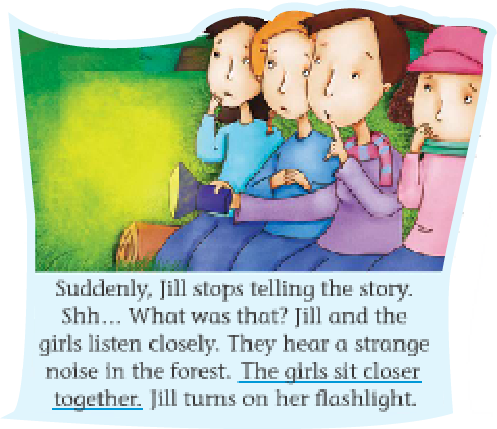 Suddenly, Jill stops telling the story.
Shh... What was that? Jill and the
girls listen closely. They hear a strange
noise in the forest. The girls sit closer
together. Jill turns on her flashlight.